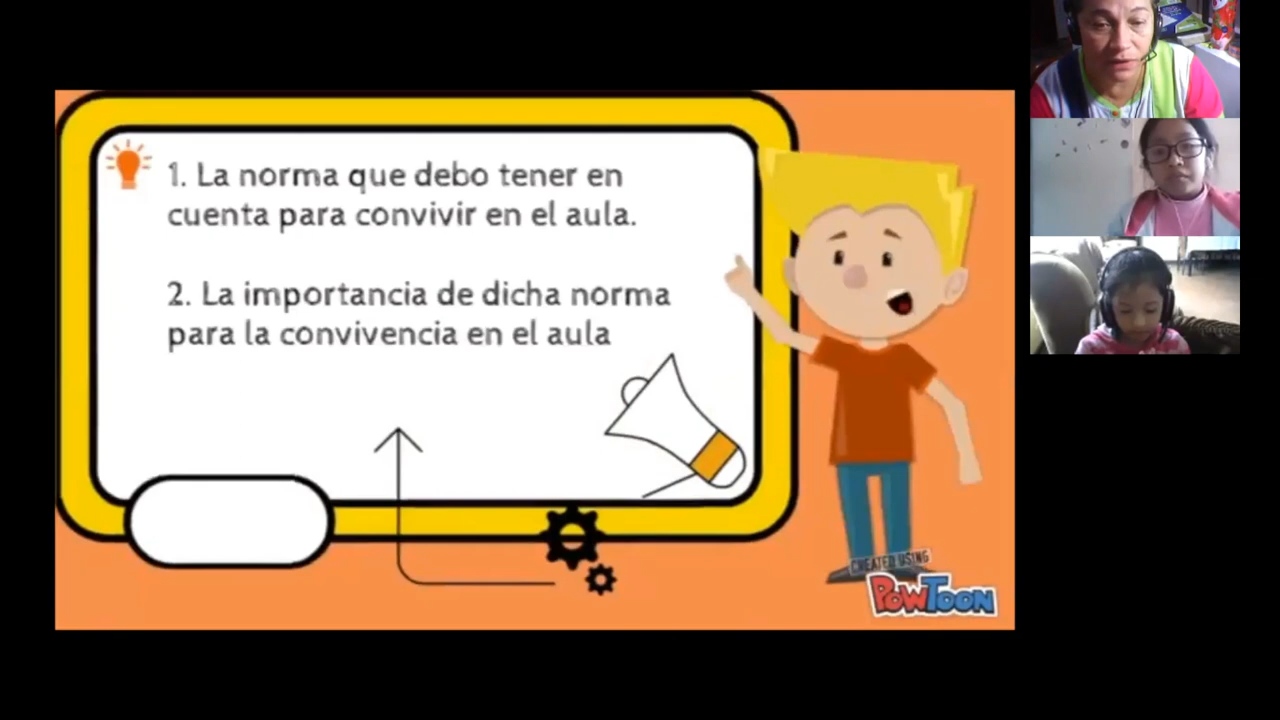 1. La norma que debo tener en
cuenta para convivir en el aula.
2. La importancia de dicha norma
para la convivencia en el aula
CREATED USING
POWTOON